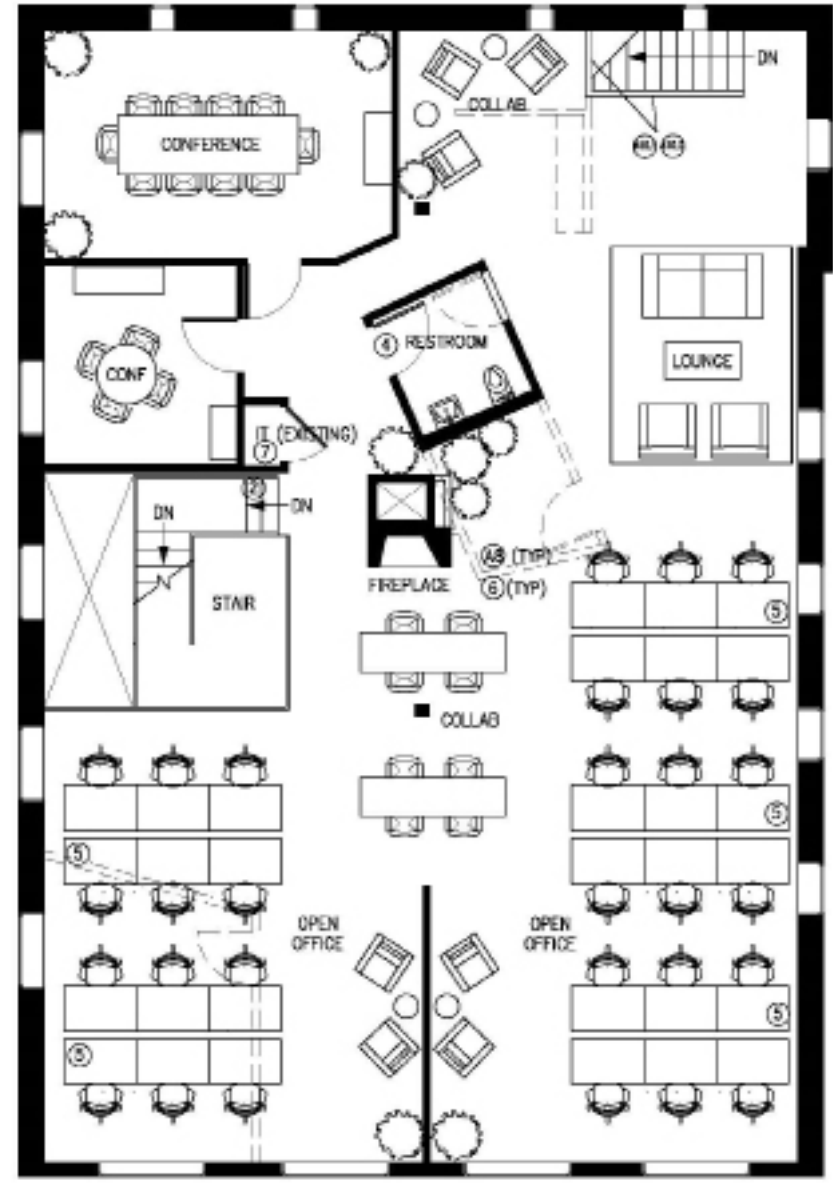 DN
COLLAB
CONFERENCE
4
RESTROOM
LOUNGE
CONF
IT (EXISTING)
7
2
DN
DN
A8 (TYP)
FIREPLACE
6 (TYP)
STAIR
5
COLLAB
5
5
OPEN
OFFICE
OPEN
OFFICE
5
5